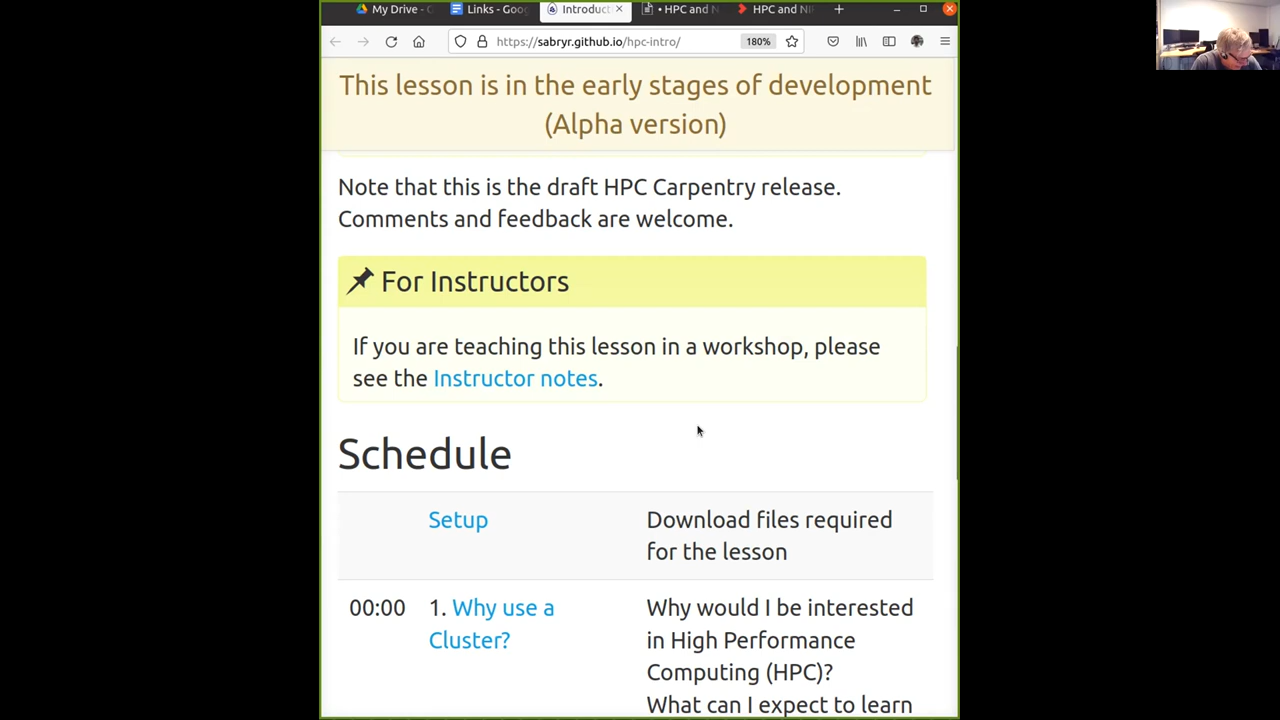 My Drive - G
Links - Goog
Introduct
• HPC and N
HPC and NI
https://sabryr.github.io/hpc-intro/
180%
This lesson is in the early stages of development
(Alpha version)
Note that this is the draft HPC Carpentry release.
Comments and feedback are welcome.
For Instructors
If you are teaching this lesson in a workshop, please
see the Instructor notes.
Schedule
Setup
Download files required
for the lesson
00:00
1. Why use a
Cluster?
Why would I be interested
in High Performance
Computing (HPC)?
What can I expect to learn